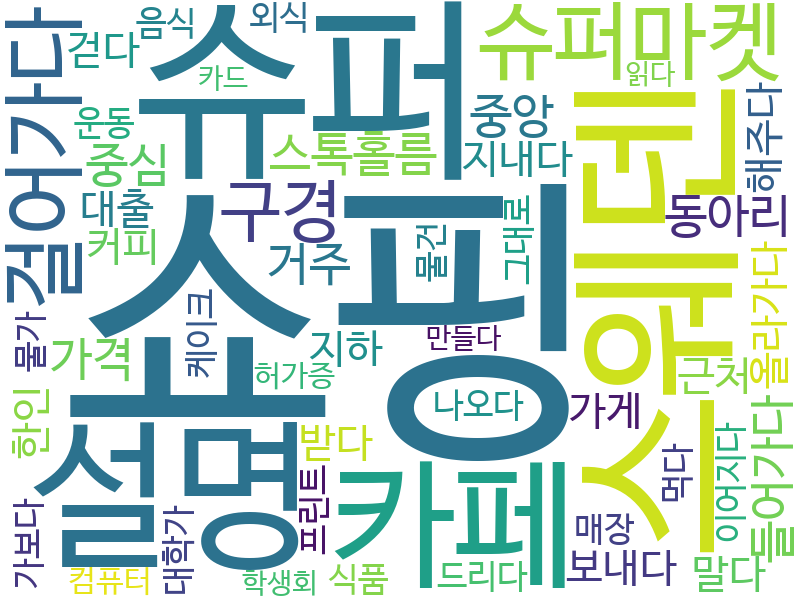 음식
외식
슈퍼
슈퍼마켓
걷다
카드
읽다
걸어가다
운동
중앙
해주다
중심
스톡홀름
지내다
스웨덴
쇼핑
구경
대출
동아리
커피
거주
물건
그대로
올라가다
물가
케이크
가격
지하
만들다
허가증
근처
설명
나오다
가게
한인
받다
카페
이어지다
들어가다
먹다
프린트
가보다
대학가
매장
보내다
말다
컴퓨터
학생회
식품
드리다